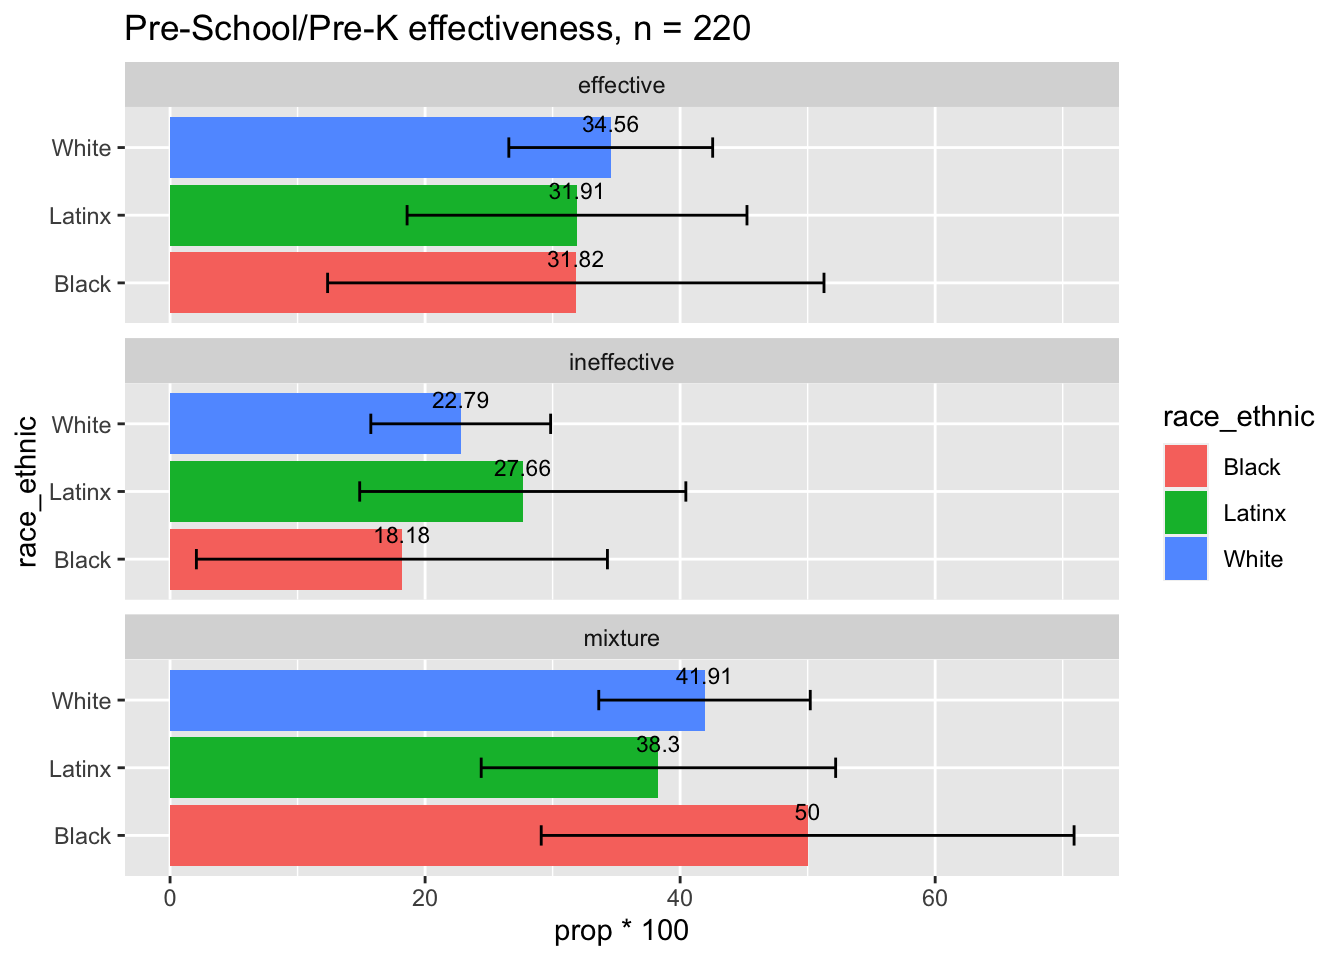 Pre-School/Pre-K effectiveness, n = 220
effective
White
34.56
Latinx
31.91
Black
31.82
ineffective
White
22.79
Latinx
27.66
Black
18.18
mixture
White
41.91
Latinx
38.3
Black
50
0 20 40 60
prop * 100
race_ethnic
race_ethnic
Black
Latinx
White